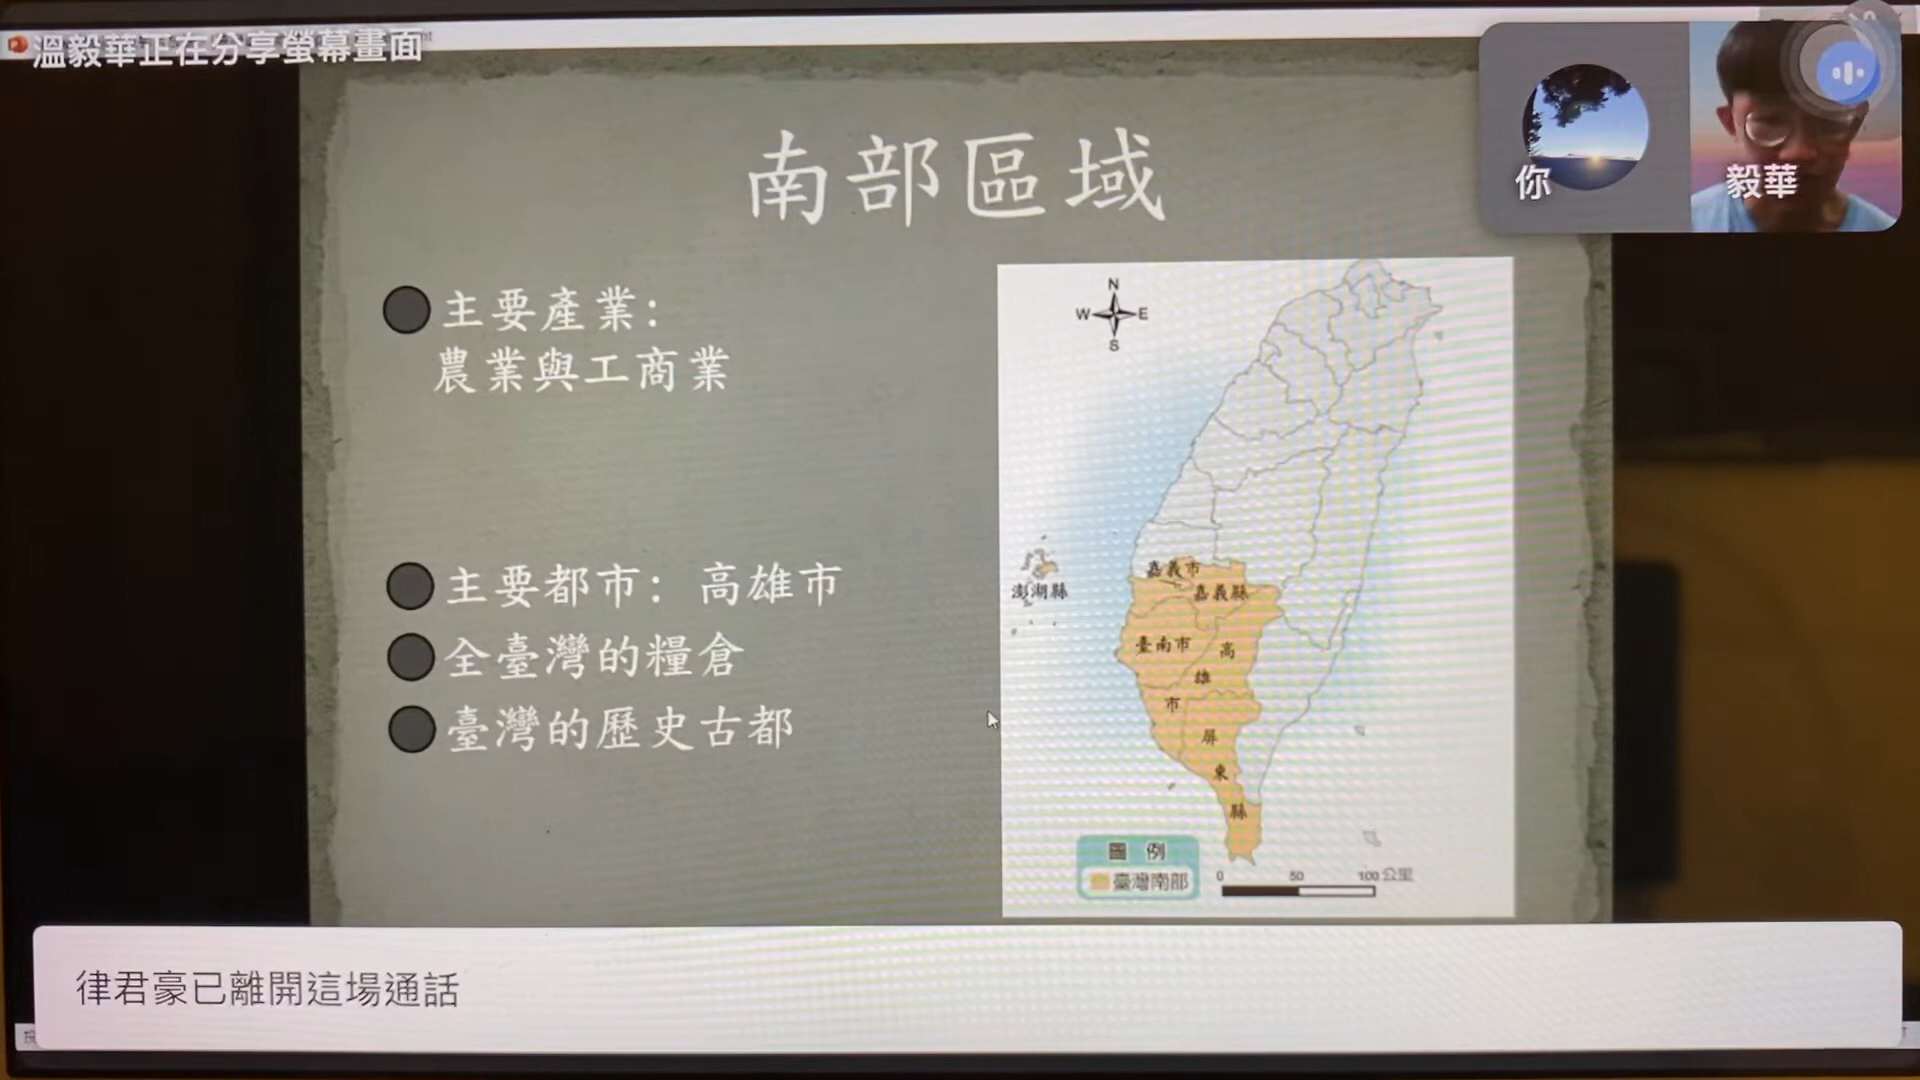 溫毅華正在分享螢幕畫面
你
毅華
南部區域
主要產業：
農業與工商業
主要都市：高雄市
全臺灣的糧倉
臺灣的歷史古都
N
W E
S
嘉義市
澎湖縣
嘉義縣
臺南市
高
雄
市
屏
東
縣
圖例
臺灣南部
0 50 100公里
律君豪已離開這場通話